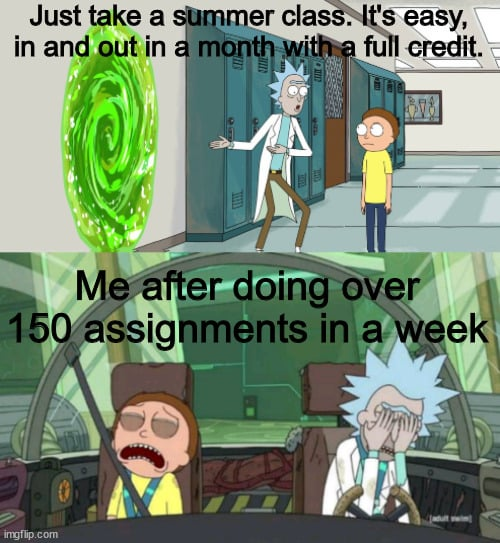 Just take a summer class. It's easy,
in and out in a month with a full credit.
Me after doing over
150 assignments in a week
[adult swim]
imgflip.com